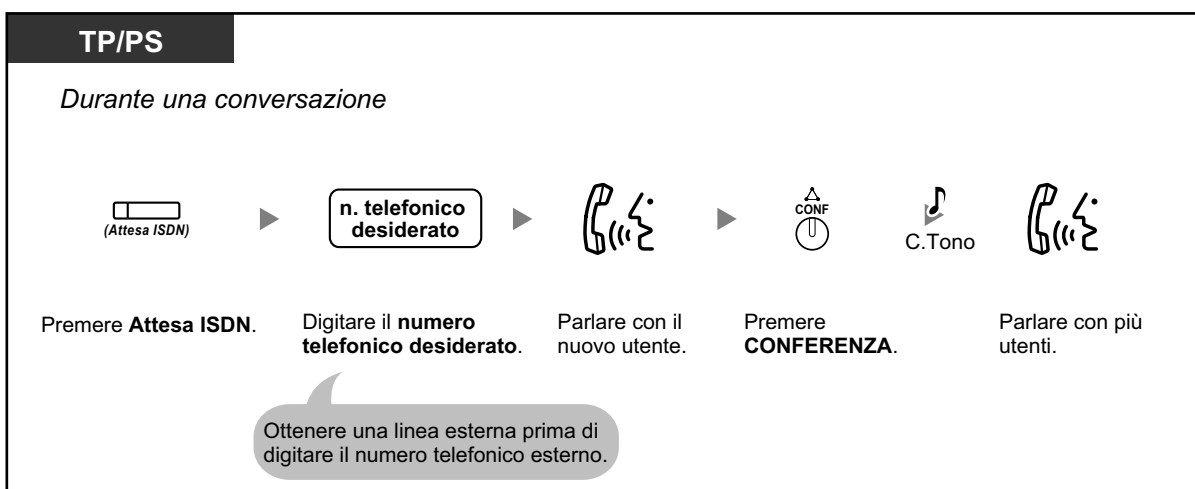 TP/PS
Durante una conversazione
(Attesa ISDN)
n. telefonico
desiderato
CONF
C.Tono
Premere Attesa ISDN.
Digitare il numero
telefonico desiderato.
Parlare con il
nuovo utente.
Premere
CONFERENZA.
Parlare con più
utenti.
Ottenere una linea esterna prima di
digitare il numero telefonico esterno.